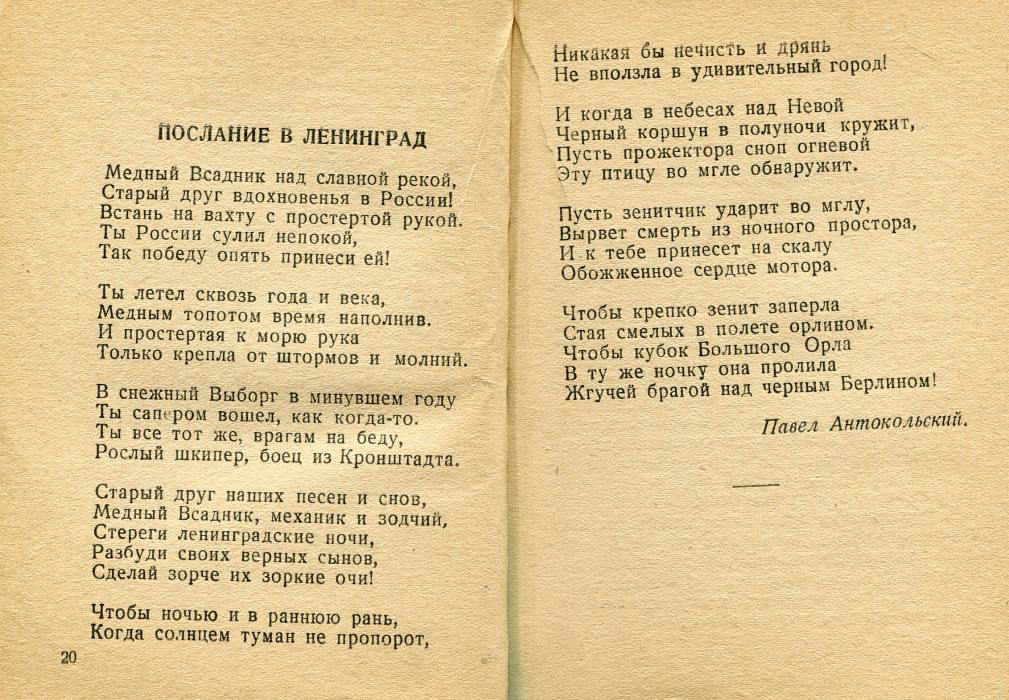 ПОСЛАНИЕ В ЛЕНИНГРАД
Медный Всадник над славной рекой,
Старый друг вдохновенья в России!
Встань на вахту с простертой рукой.
Ты России сулил непокой,
Так победу опять принеси ей!
Ты летел сквозь года и века,
Медным топотом время наполнив.
И простертая к морю рука
Только крепла от штормов и молний.
В снежный Выборг в минувшем году
Ты сапером вошел, как когда-то.
Ты все тот же, врагам на беду,
Рослый шкипер, боец из Кронштадта.
Старый друг наших песен и снов,
Медный Всадник, механик и зодчий,
Стереги ленинградские ночи,
Разбуди своих верных сынов,
Сделай зорче их зоркие очи!
Чтобы ночью и в раннюю рань,
Когда солнцем туман не пропорот,
20
Никакая бы нечисть и дрянь
Не вползла в удивительный город!
И когда в небесах над Невой
Черный коршун в полуночи кружит,
Пусть прожектора сноп огневой
Эту птицу во мгле обнаружит.
Пусть зенитчик ударит во мглу,
Вырвет смерть из ночного простора,
И к тебе принесет на скалу
Обожженное сердце мотора.
Чтобы крепко зенит заперла
Стая смелых в полете орлином.
Чтобы кубок Большого Орла
В ту же ночку она пролила
Жгучей брагой над черным Берлином!
Павел Антокольский.